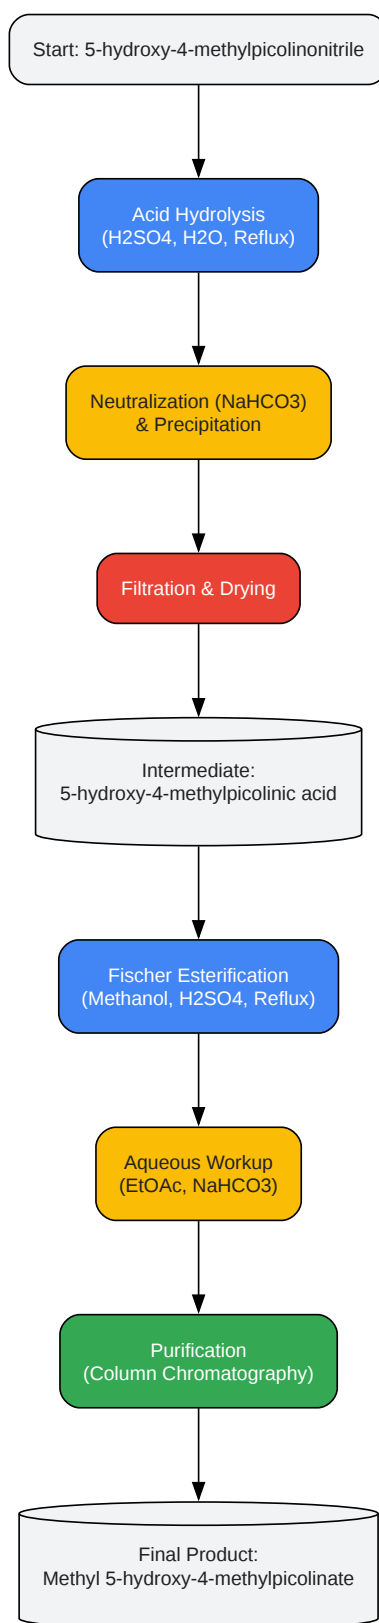 Start: 5-hydroxy-4-methylpicolinonitrile
Acid Hydrolysis
(H2SO4, H2O, Reflux)
Neutralization (NaHCO3)
& Precipitation
Filtration & Drying
Intermediate:
5-hydroxy-4-methylpicolinic acid
Fischer Esterification
(Methanol, H2SO4, Reflux)
Aqueous Workup
(EtOAc, NaHCO3)
Purification
(Column Chromatography)
Final Product:
Methyl 5-hydroxy-4-methylpicolinate